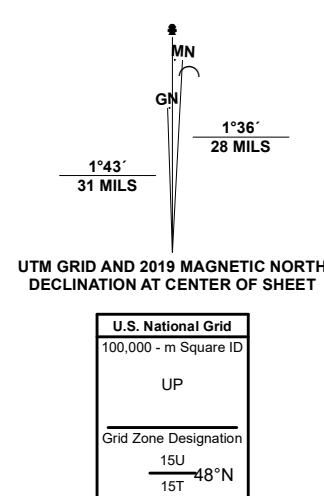 MN
GN
1°36´
28 MILS
1°43´
31 MILS
UTM GRID AND 2019 MAGNETIC NORTH
DECLINATION AT CENTER OF SHEET
U.S. National Grid
100,000 - m Square ID
UP
Grid Zone Designation
15U
48°N
15T